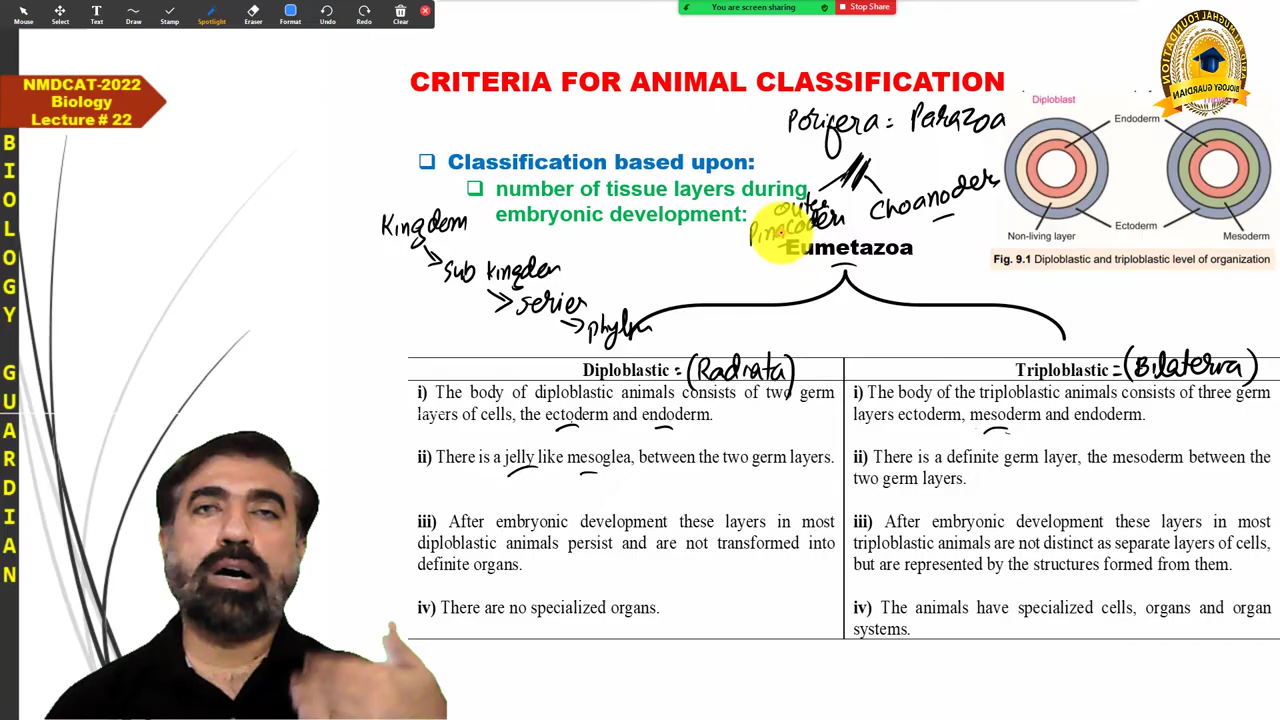 Mouse Select Text Draw Stamp Spotlight Eraser Format Undo Redo Clear
You are screen sharing Stop Share
NMDCAT-2022
Biology
Lecture # 22
BIOLOGY GUARDIAN
CRITERIA FOR ANIMAL CLASSIFICATION
Porifera = Parazoa
Classification based upon:
number of tissue layers during
embryonic development:
outer
Choanoderm
Kingdom
Sub kingdom
series
phylum
Eumetazoa
Diploblast
Endoderm
Non-living layer
Ectoderm
Mesoderm
Fig. 9.1 Diploblastic and triploblastic level of organization
BIOLOGY GUARDIAN
Diploblastic = (Radiata)
i) The body of diploblastic animals consists of two germ
layers of cells, the ectoderm and endoderm.
ii) There is a jelly like mesoglea, between the two germ layers.
iii) After embryonic development these layers in most
diploblastic animals persist and are not transformed into
definite organs.
iv) There are no specialized organs.
Triploblastic = (Bilaterra)
i) The body of the triploblastic animals consists of three germ
layers ectoderm, mesoderm and endoderm.
ii) There is a definite germ layer, the mesoderm between the
two germ layers.
iii) After embryonic development these layers in most
triploblastic animals are not distinct as separate layers of cells,
but are represented by the structures formed from them.
iv) The animals have specialized cells, organs and organ
systems.